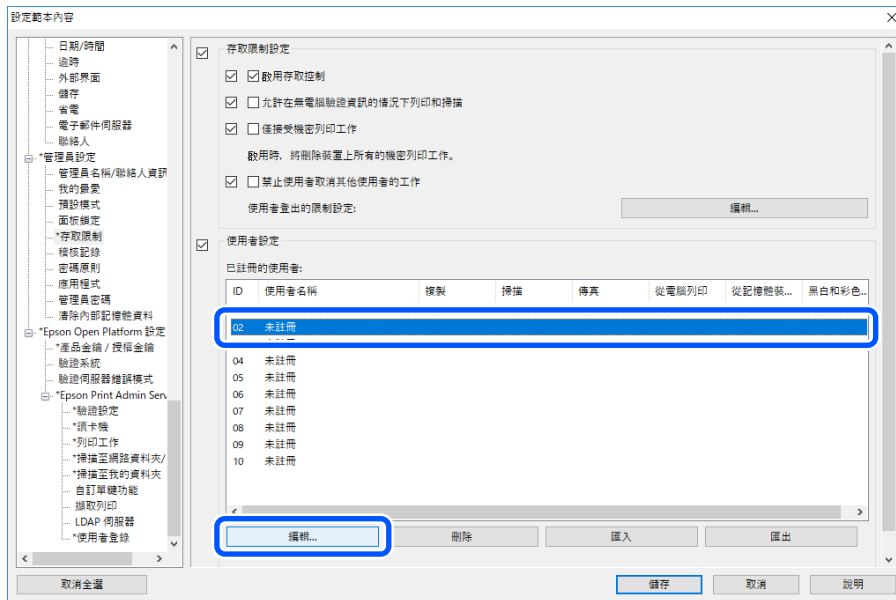 設定範本內容
日期/時間
逾時
外部界面
儲存
省電
電子郵件伺服器
聯絡人
*管理員設定
管理員名稱/聯絡人資訊
我的最愛
預設模式
面板鎖定
*存取限制
稽核記錄
密碼原則
應用程式
管理員密碼
清除內部記憶體資料
*Epson Open Platform 設定
*產品金鑰 / 授權金鑰
驗證系統
驗證伺服器錯誤模式
*Epson Print Admin Serv
*驗證設定
*讀卡機
*列印工作
*掃描至網路資料夾/
*掃描至我的資料夾
自訂單鍵功能
擷取列印
LDAP 伺服器
*使用者登錄
存取限制設定
啟用存取控制
允許在無電腦驗證資訊的情況下列印和掃描
僅接受機密列印工作
啟用時，將刪除裝置上所有的機密列印工作。
禁止使用者取消其他使用者的工作
使用者登出的限制設定: 編輯...
使用者設定
已註冊的使用者:
ID 使用者名稱 複製 掃描 傳真 從電腦列印 從記憶體裝... 黑白和彩色...
02 未註冊
04 未註冊
05 未註冊
06 未註冊
07 未註冊
08 未註冊
09 未註冊
10 未註冊
編輯... 刪除 匯入 匯出
取消全選 儲存 取消 說明